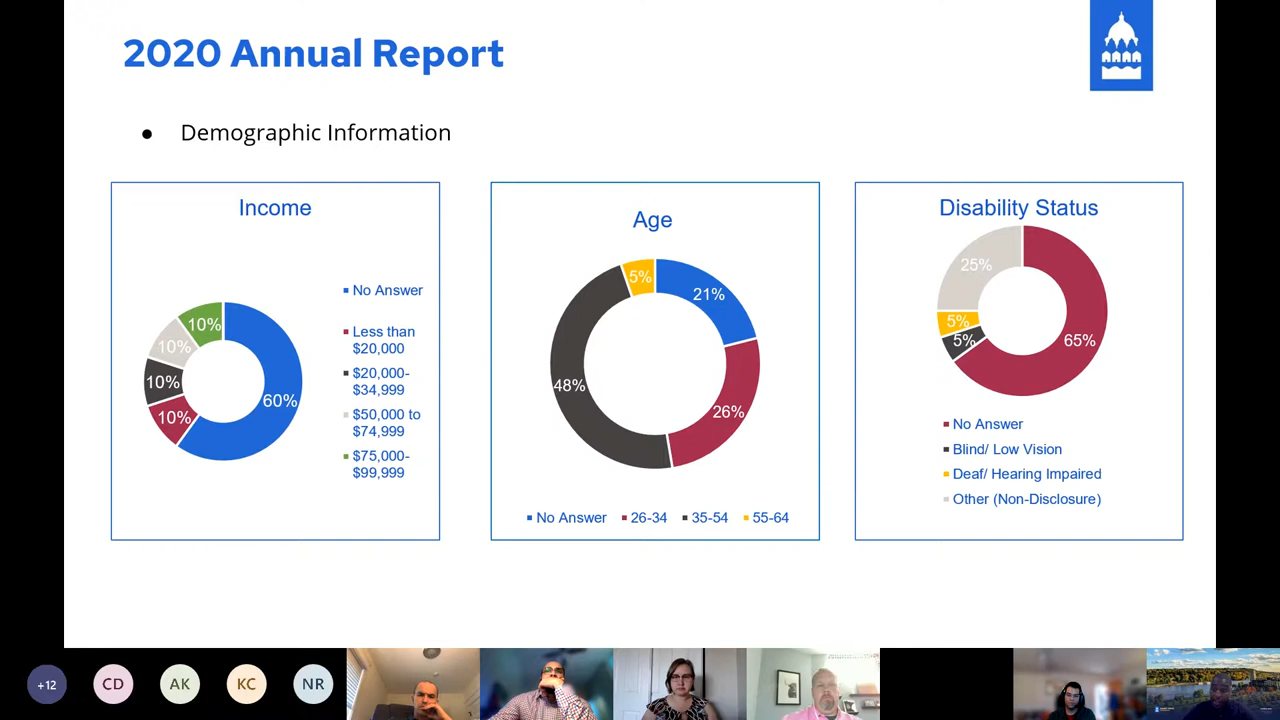 2020 Annual Report
● Demographic Information
Income
10%
10%
10%
10%
60%
No Answer
Less than
$20,000
$20,000-
$34,999
$50,000 to
$74,999
$75,000-
$99,999
Age
5%
21%
48%
26%
No Answer 26-34 35-54 55-64
Disability Status
25%
5%
5%
65%
No Answer
Blind/ Low Vision
Deaf/ Hearing Impaired
Other (Non-Disclosure)
+12 CD AK KC NR